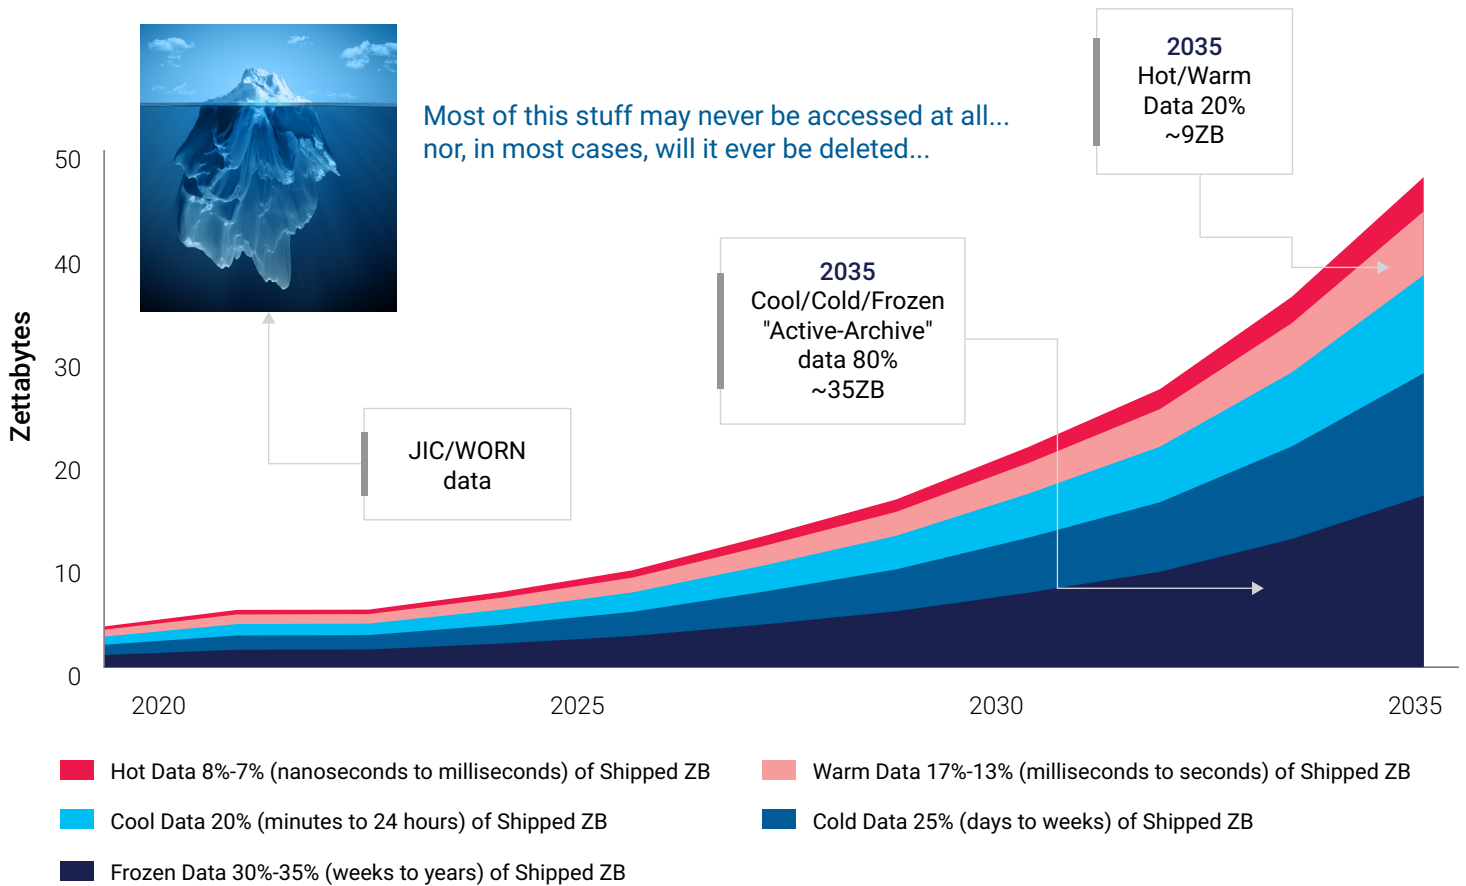 2035
Hot/Warm
Data 20%
~9ZB
Most of this stuff may never be accessed at all...
nor, in most cases, will it ever be deleted...
2035
Cool/Cold/Frozen
"Active-Archive"
data 80%
~35ZB
JIC/WORN
data
Zettabytes
50
40
30
20
10
0
2020
2025
2030
2035
Hot Data 8%-7% (nanoseconds to milliseconds) of Shipped ZB
Warm Data 17%-13% (milliseconds to seconds) of Shipped ZB
Cool Data 20% (minutes to 24 hours) of Shipped ZB
Cold Data 25% (days to weeks) of Shipped ZB
Frozen Data 30%-35% (weeks to years) of Shipped ZB